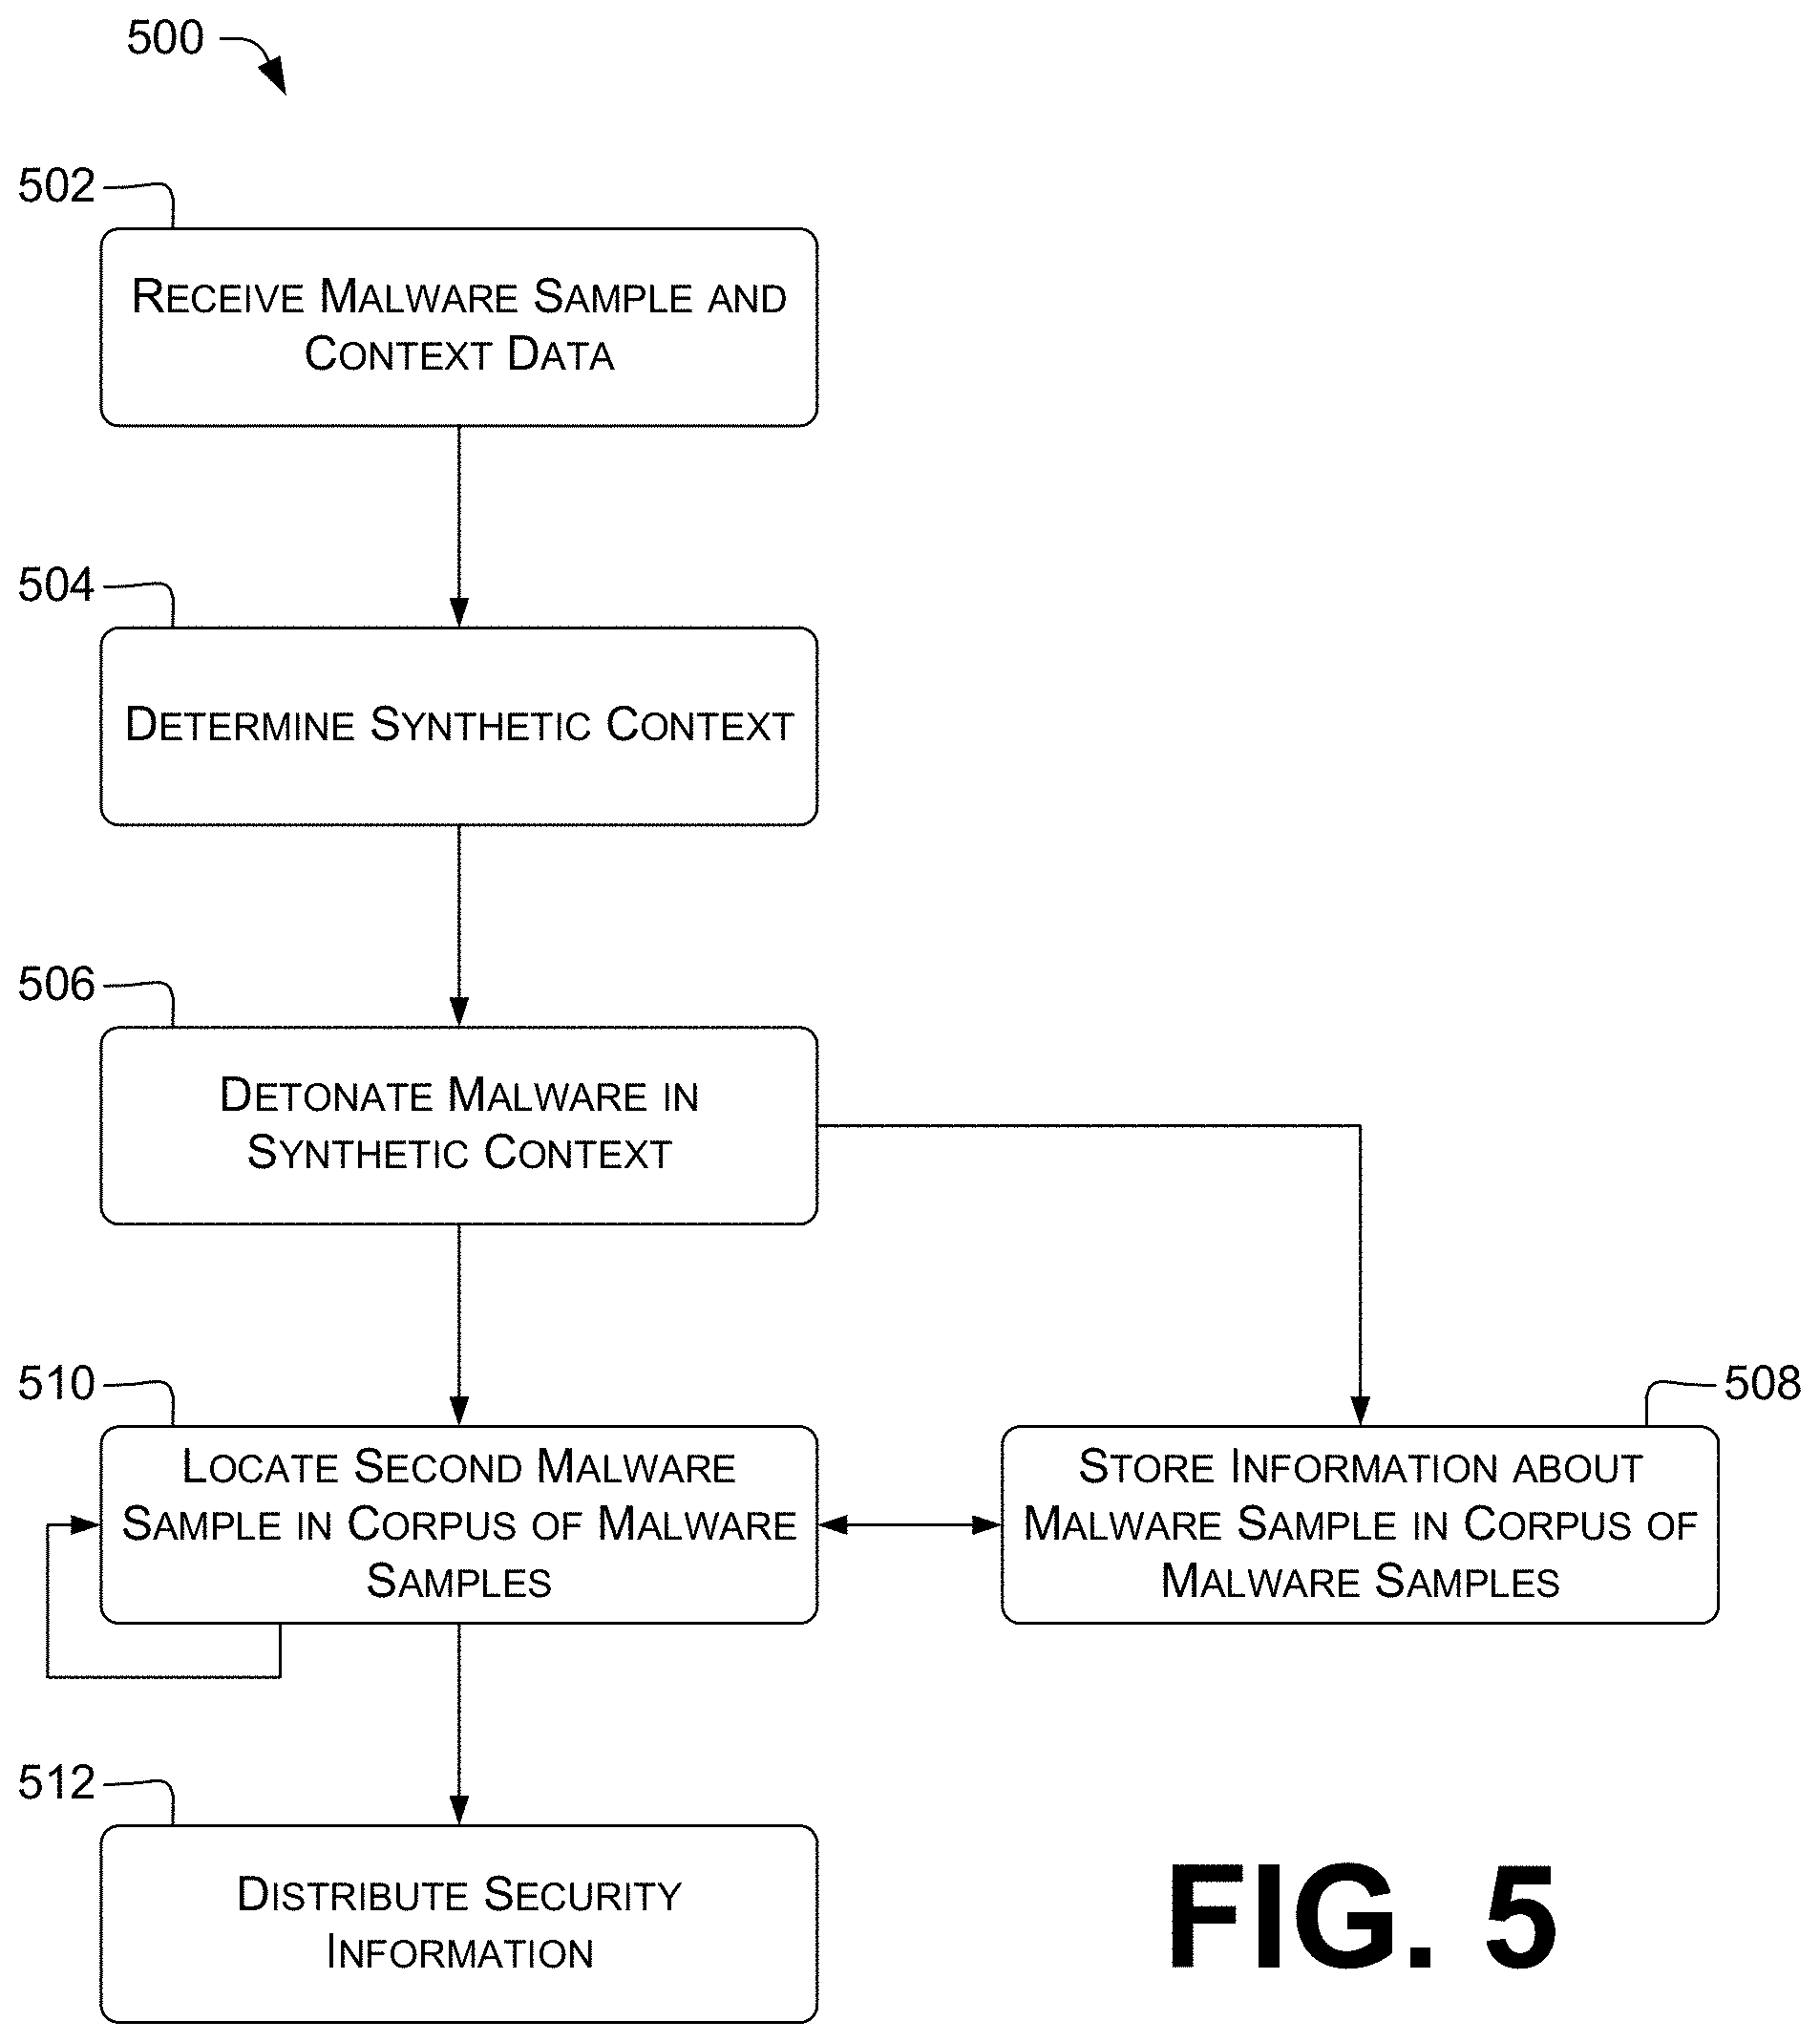 500
502
RECEIVE MALWARE SAMPLE AND
CONTEXT DATA
504
DETERMINE SYNTHETIC CONTEXT
506
DETONATE MALWARE IN
SYNTHETIC CONTEXT
510
LOCATE SECOND MALWARE
SAMPLE IN CORPUS OF MALWARE
SAMPLES
508
STORE INFORMATION ABOUT
MALWARE SAMPLE IN CORPUS OF
MALWARE SAMPLES
512
DISTRIBUTE SECURITY
INFORMATION
FIG. 5